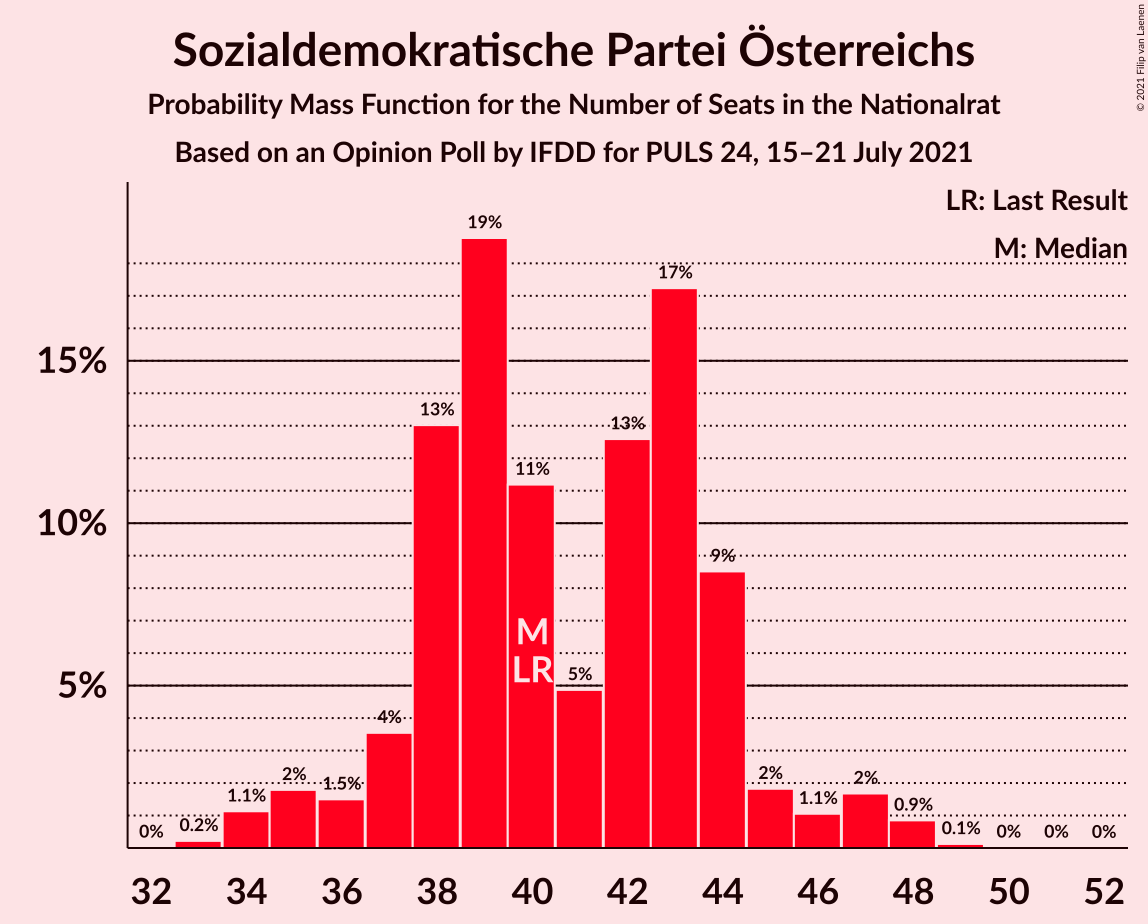 Sozialdemokratische Partei Österreichs
Probability Mass Function for the Number of Seats in the Nationalrat
Based on an Opinion Poll by IFDD for PULS 24, 15–21 July 2021
© 2021 Filip van Laenen
LR: Last Result
M: Median
15%
10%
5%
0%
0.2%
1.1%
2%
1.5%
4%
13%
19%
11%
5%
13%
17%
9%
2%
1.1%
2%
0.9%
0.1%
0%
0%
0%
M
LR
32 34 36 38 40 42 44 46 48 50 52